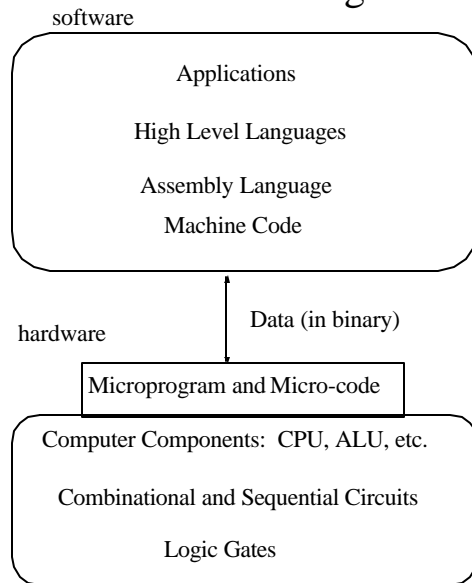 software
Applications
High Level Languages
Assembly Language
Machine Code
Data (in binary)
hardware
Microprogram and Micro-code
Computer Components:  CPU, ALU, etc.
Combinational and Sequential Circuits
Logic Gates